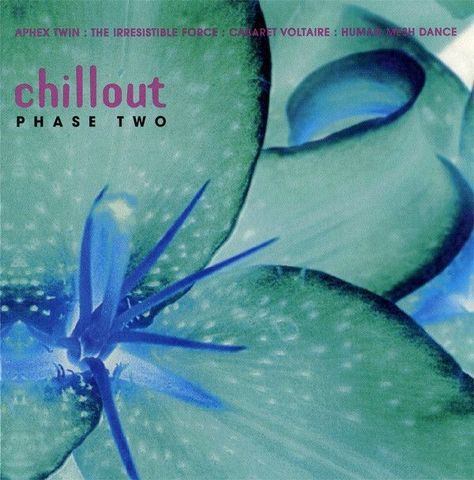 APHEX TWIN : THE IRRESISTIBLE FORCE : CABARET VOLTAIRE : HUMAN MESH DANCE
chillout
PHASE TWO